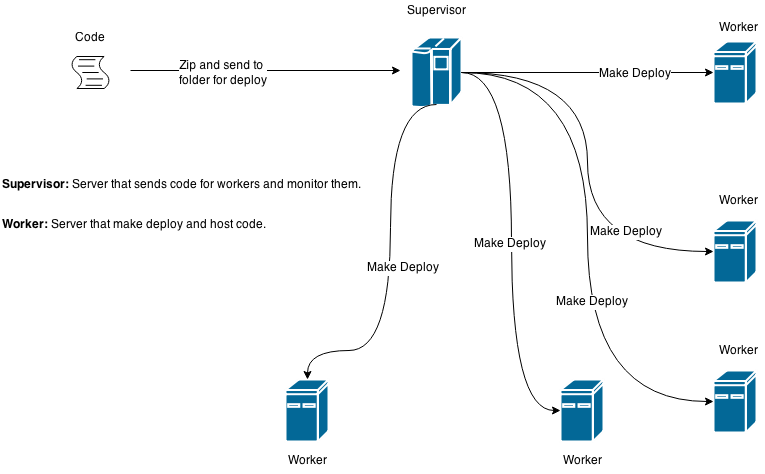 Supervisor
Code
Worker
Zip and send to
folder for deploy
Make Deploy
Supervisor: Server that sends code for workers and monitor them.
Worker
Worker: Server that make deploy and host code.
Make Deploy
Make Deploy
Make Deploy
Make Deploy
Worker
Worker
Worker